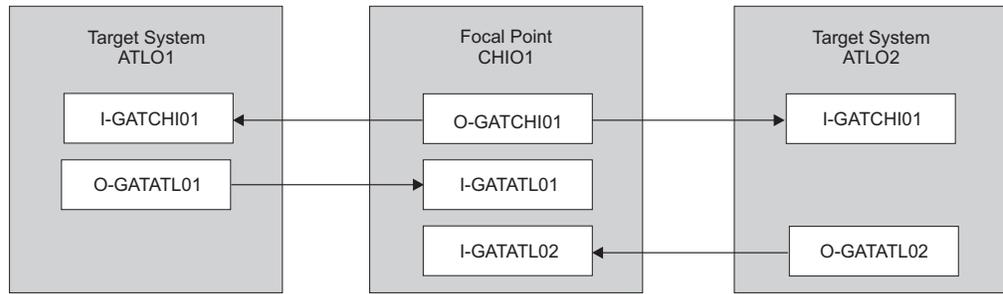 Target System
ATLO1
I-GATCHI01
O-GATATL01
Focal Point
CHIO1
O-GATCHI01
I-GATATL01
I-GATATL02
Target System
ATLO2
I-GATCHI01
O-GATATL02